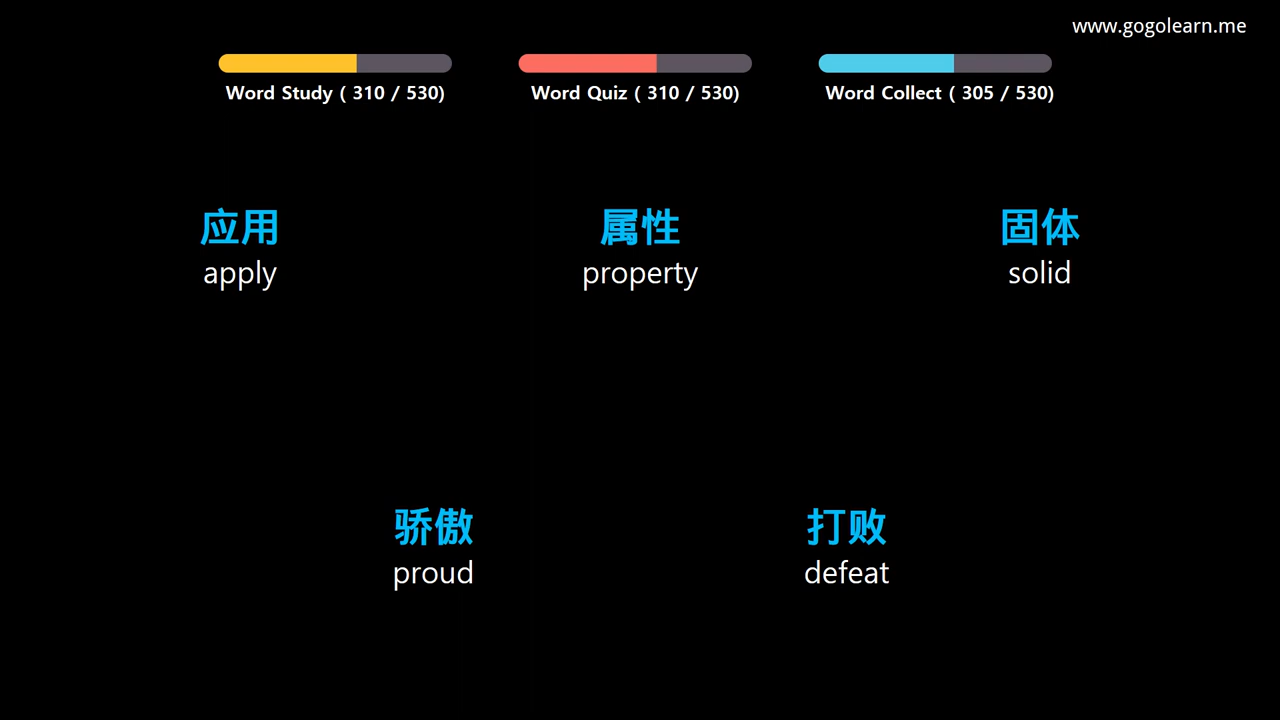 www.gogolearn.me
Word Study ( 310 / 530)
Word Quiz ( 310 / 530)
Word Collect ( 305 / 530)
应用
apply
属性
property
固体
solid
骄傲
proud
打败
defeat